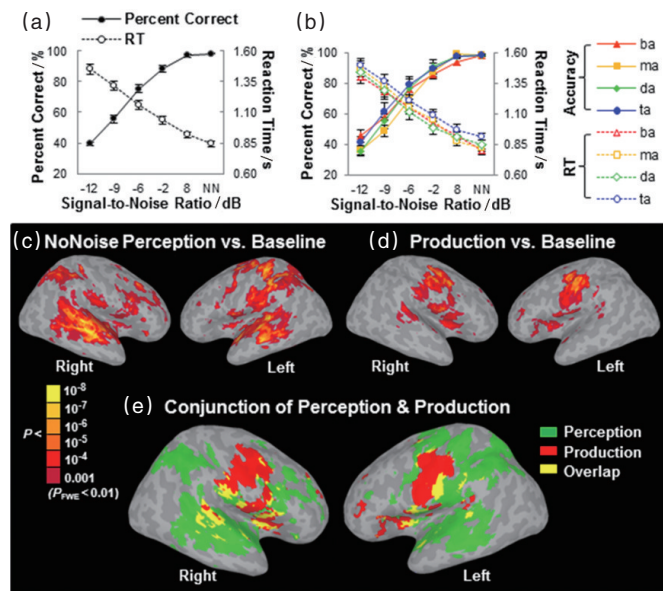 (a)
Percent Correct
RT
Percent Correct/%
100
80
60
40
20
1.60
1.35
1.10
0.85
0.60
Reaction Time/s
-12 -9 -6 -2 8 NN
Signal-to-Noise Ratio/dB
(b)
Percent Correct/%
100
80
60
40
20
1.60
1.35
1.10
0.85
0.60
Reaction Time/s
-12 -9 -6 -2 8 NN
Signal-to-Noise Ratio/dB
Accuracy
ba
ma
da
ta
RT
ba
ma
da
ta
(c) NoNoise Perception vs. Baseline
Right
Left
(d) Production vs. Baseline
Right
Left
P <
10-8
10-7
10-6
10-5
10-4
0.001
(PFWE<0.01)
(e) Conjunction of Perception & Production
Perception
Production
Overlap
Right
Left